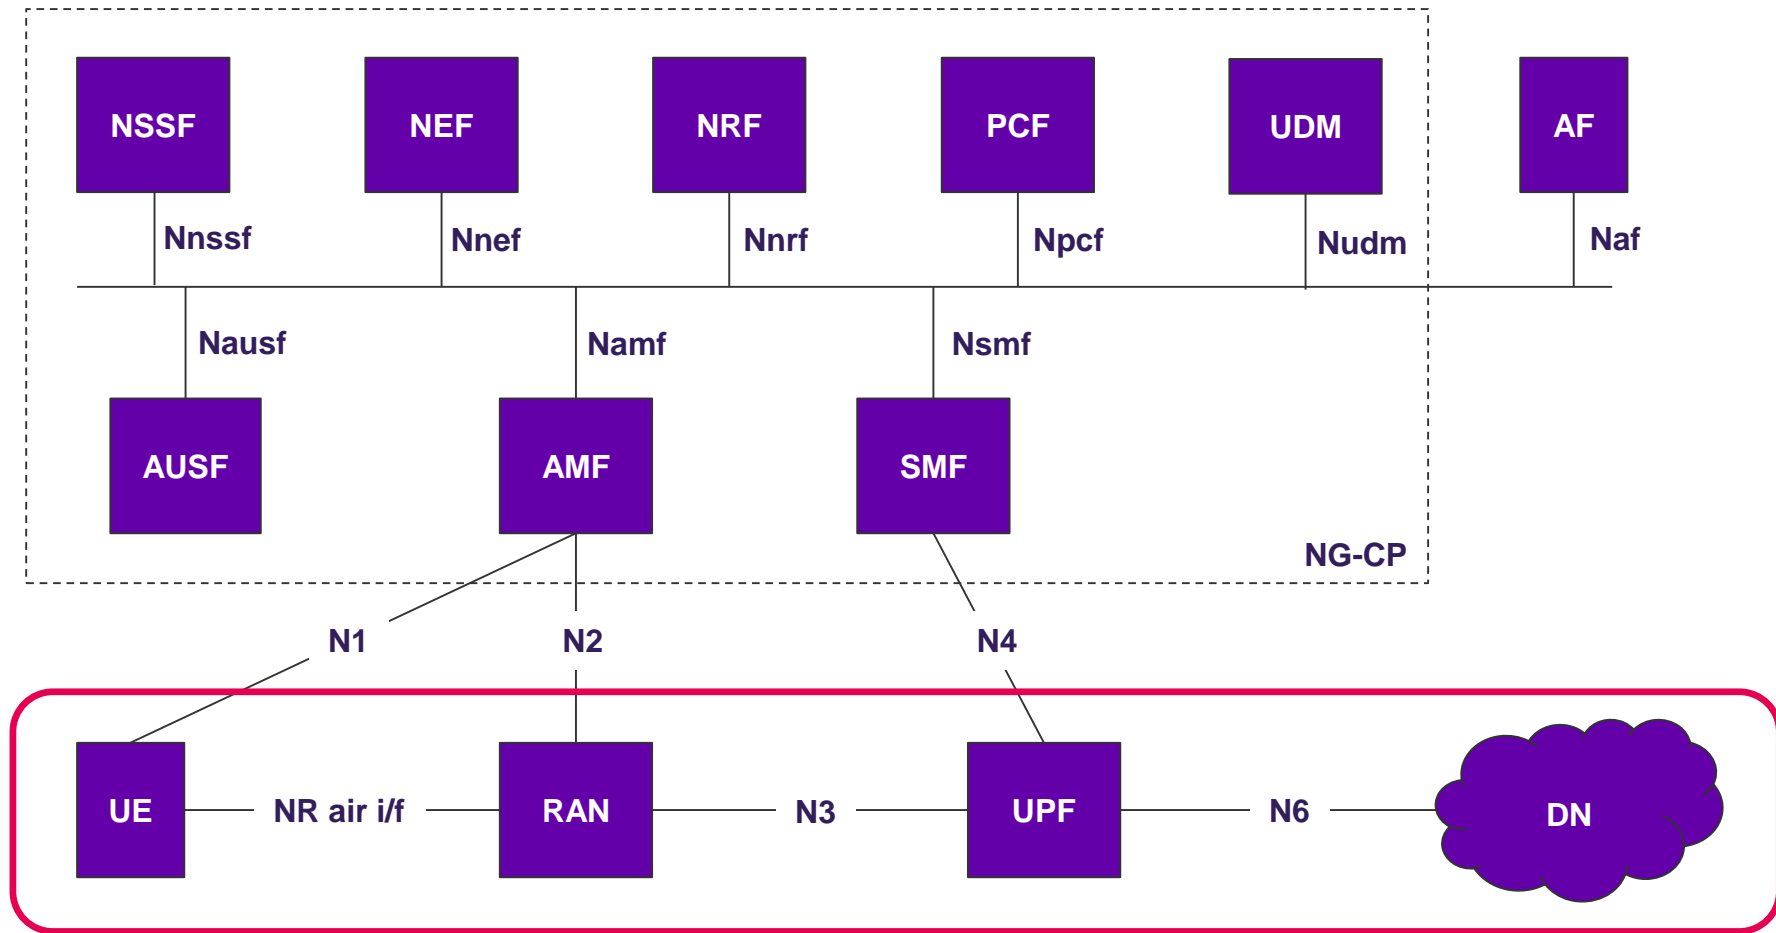 NSSF
NEF
NRF
PCF
UDM
AF
Nnssf
Nnef
Nnrf
Npcf
Nudm
Naf
Nausf
Namf
Nsmf
AUSF
AMF
SMF
NG-CP
N1
N2
N4
UE
NR air i/f
RAN
N3
UPF
N6
DN